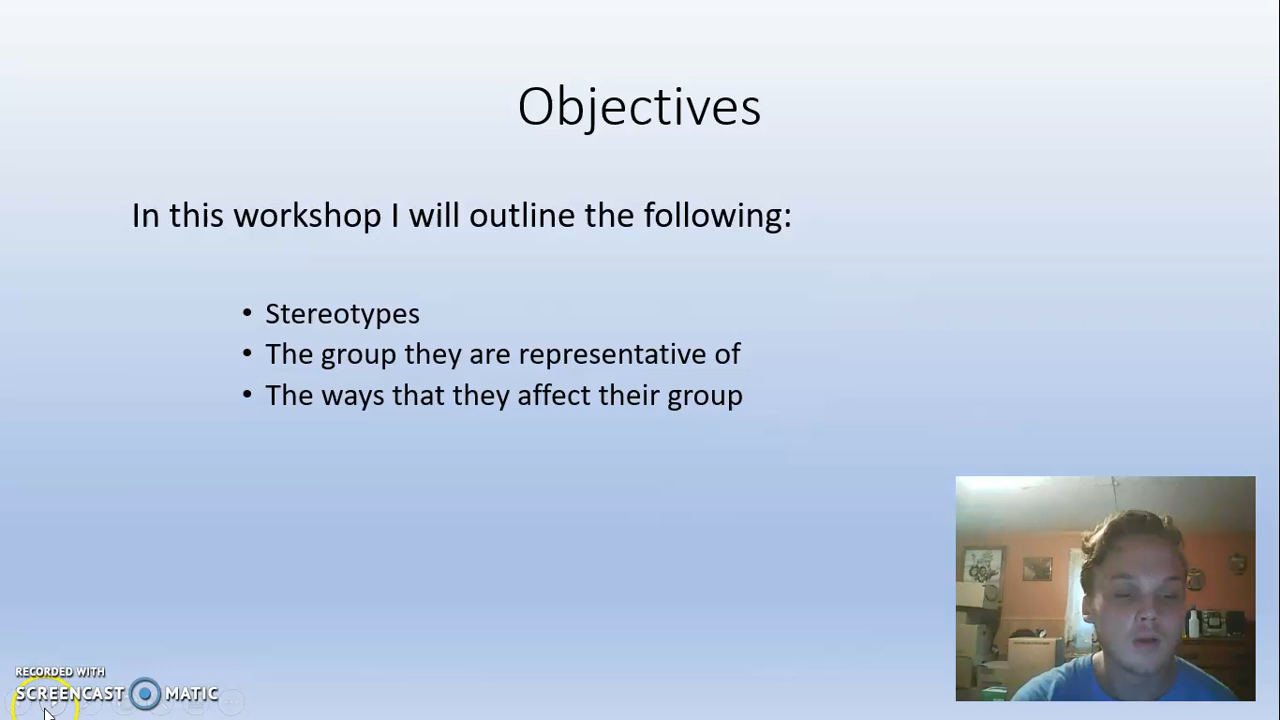 Objectives
In this workshop I will outline the following:
• Stereotypes
• The group they are representative of
• The ways that they affect their group
RECORDED WITH
SCREENCAST MATIC